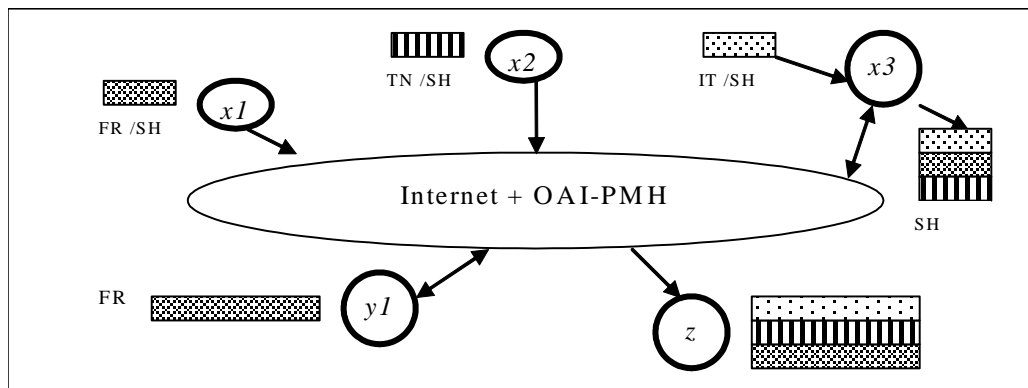 x1
FR /SH
x2
TN /SH
x3
IT /SH
SH
Internet + OAI-PMH
FR
y1
z